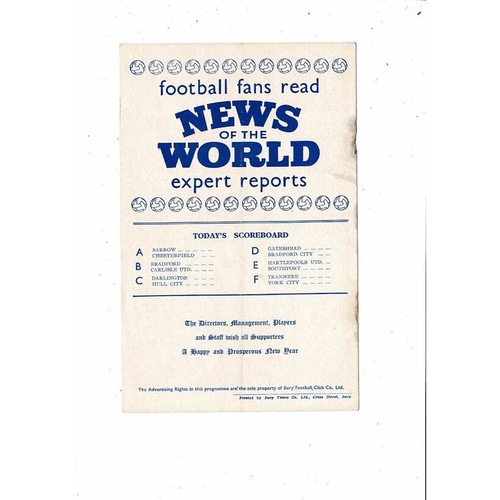 football fans read
NEWS
OF THE
WORLD
expert reports
TODAY'S SCOREBOARD
A BARROW
CHESTERFIELD
B BRADFORD
CARLISLE UTD.
C DARLINGTON
HULL CITY
D GATESHEAD
BRADFORD CITY
E HARTLEPOOLS UTD.
SOUTHPORT
F TRANMERE
YORK CITY
The Directors, Management, Players
and Staff wish all Supporters
A Happy and Prosperous New Year
The Advertising Rights in this programme are the sole property of Bury Football Club Co., Ltd.
Printed by Bury Times Co. Ltd., Cross Street, Bury.